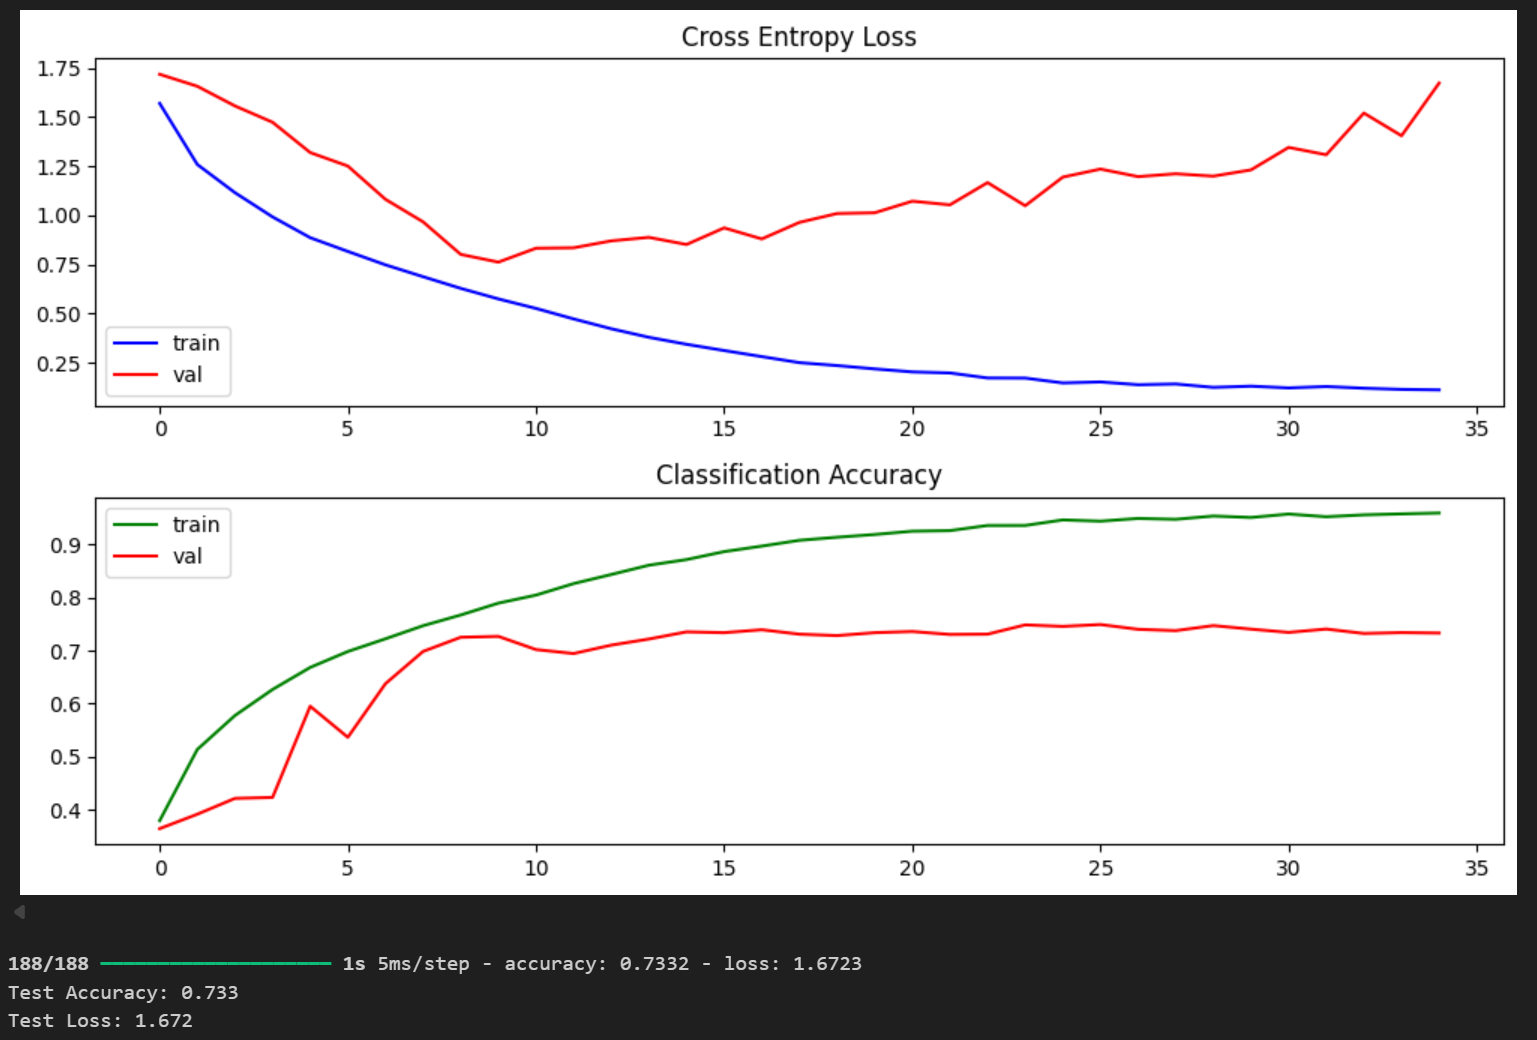 Cross Entropy Loss
1.75
1.50
1.25
1.00
0.75
0.50
0.25
train
val
0 5 10 15 20 25 30 35
Classification Accuracy
train
val
0.9
0.8
0.7
0.6
0.5
0.4
0 5 10 15 20 25 30 35
188/188 ━━━━━━━━━━━━━━━━━━━━ 1s 5ms/step - accuracy: 0.7332 - loss: 1.6723
Test Accuracy: 0.733
Test Loss: 1.672